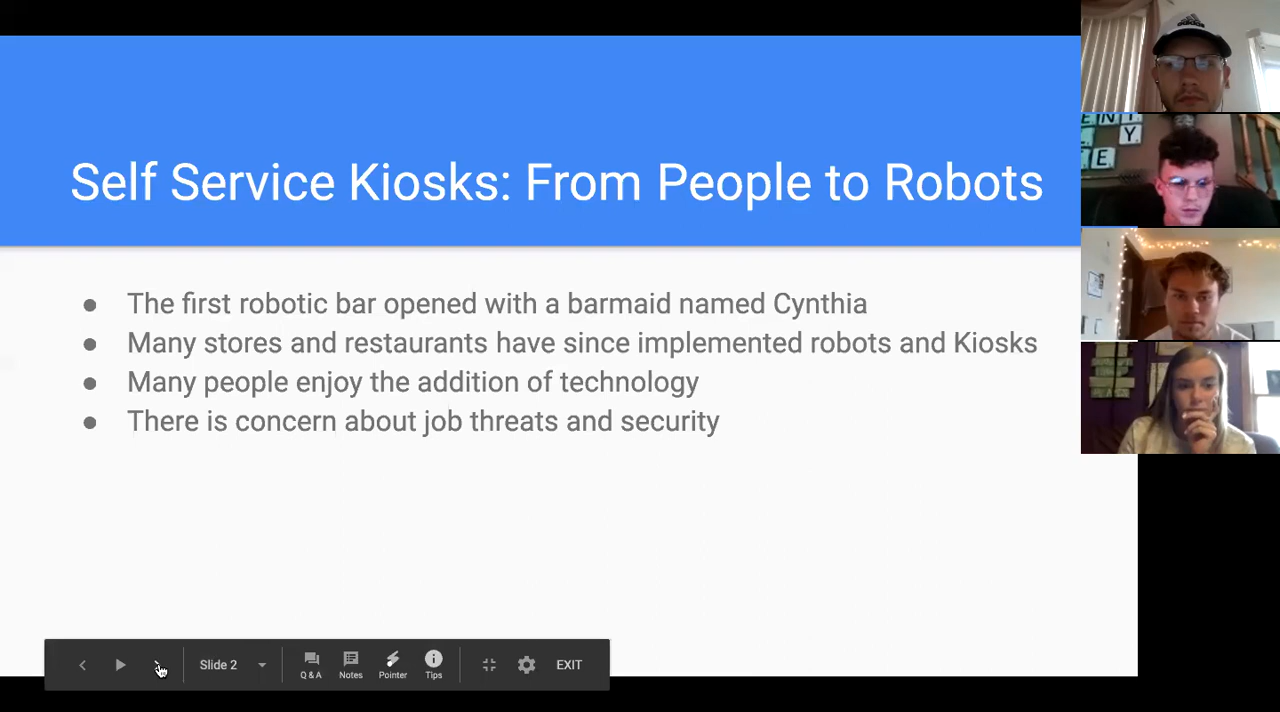 Self Service Kiosks: From People to Robots
● The first robotic bar opened with a barmaid named Cynthia
● Many stores and restaurants have since implemented robots and Kiosks
● Many people enjoy the addition of technology
● There is concern about job threats and security
Slide 2
Q & A
Notes
Pointer
Tips
EXIT
adidas
E N T
Y
E